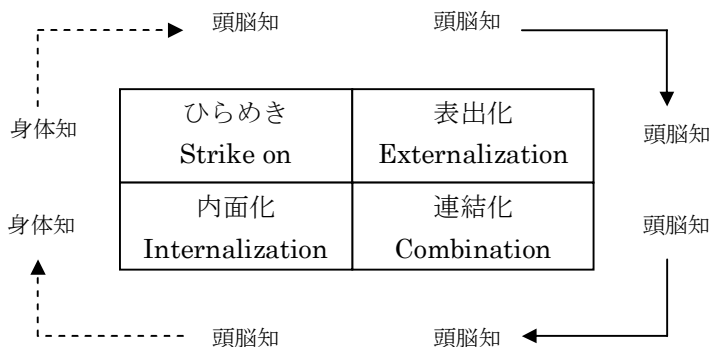 頭脳知 頭脳知
身体知 頭脳知
ひらめき 表出化
Strike on Externalization
身体知 頭脳知
内面化 連結化
Internalization Combination
頭脳知 頭脳知